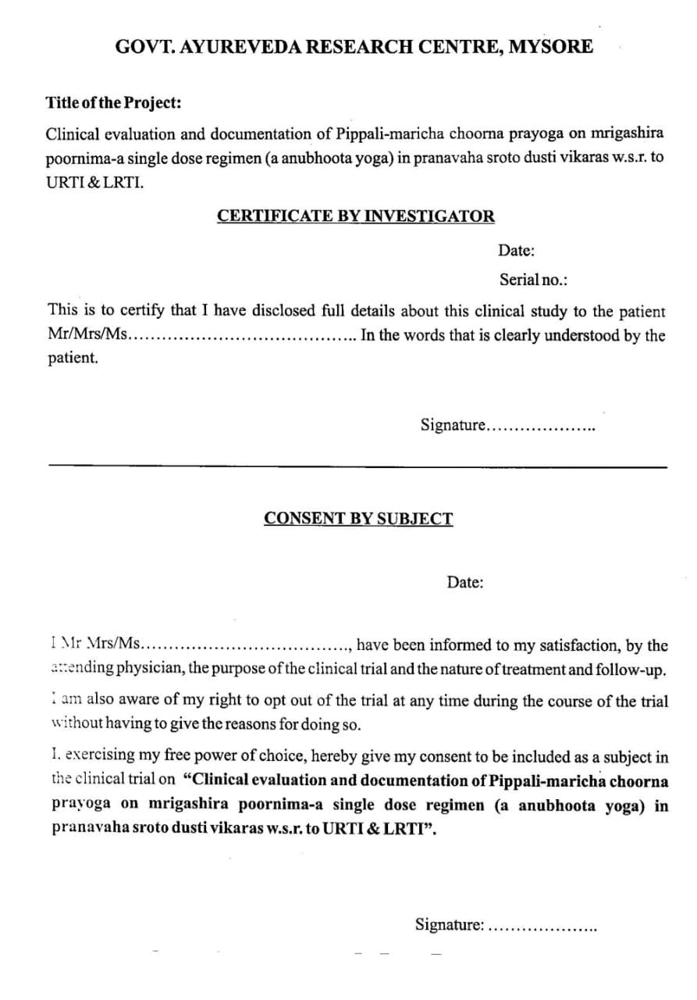 GOVT. AYUREVEDA RESEARCH CENTRE, MYSORE
Title of the Project:
Clinical evaluation and documentation of Pippali-maricha choorna prayoga on mrigashira
poornima-a single dose regimen (a anubhoota yoga) in pranavaha sroto dusti vikaras w.s.r. to
URTI & LRTI.
CERTIFICATE BY INVESTIGATOR
Date:
Serial no.:
This is to certify that I have disclosed full details about this clinical study to the patient
Mr/Mrs/Ms........................................ In the words that is clearly understood by the
patient.
Signature....................
CONSENT BY SUBJECT
Date:
I Mr Mrs/Ms...................................., have been informed to my satisfaction, by the
attending physician, the purpose of the clinical trial and the nature of treatment and follow-up.
I am also aware of my right to opt out of the trial at any time during the course of the trial
without having to give the reasons for doing so.
I. exercising my free power of choice, hereby give my consent to be included as a subject in
the clinical trial on “Clinical evaluation and documentation of Pippali-maricha choorna
prayoga on mrigashira poornima-a single dose regimen (a anubhoota yoga) in
pranavaha sroto dusti vikaras w.s.r. to URTI & LRTI”.
Signature: ....................